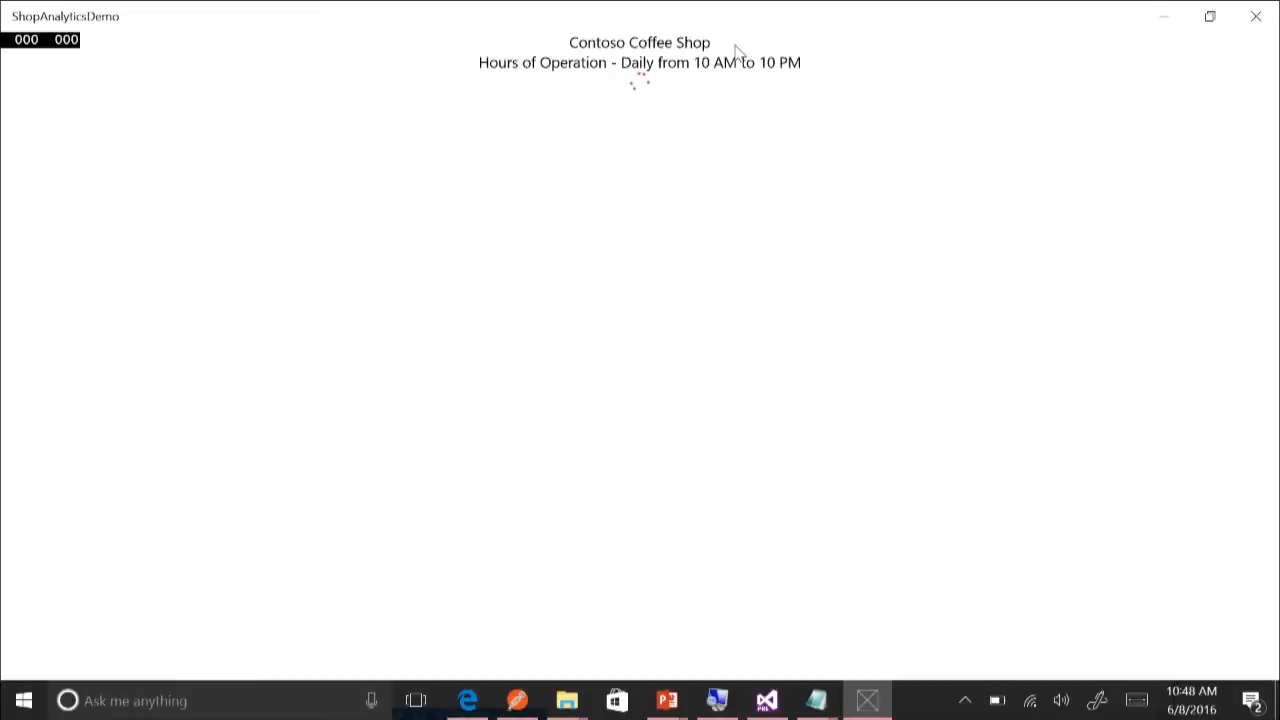 ShopAnalyticsDemo
000 000
Contoso Coffee Shop
Hours of Operation - Daily from 10 AM to 10 PM
Ask me anything
10:48 AM
6/8/2016
2